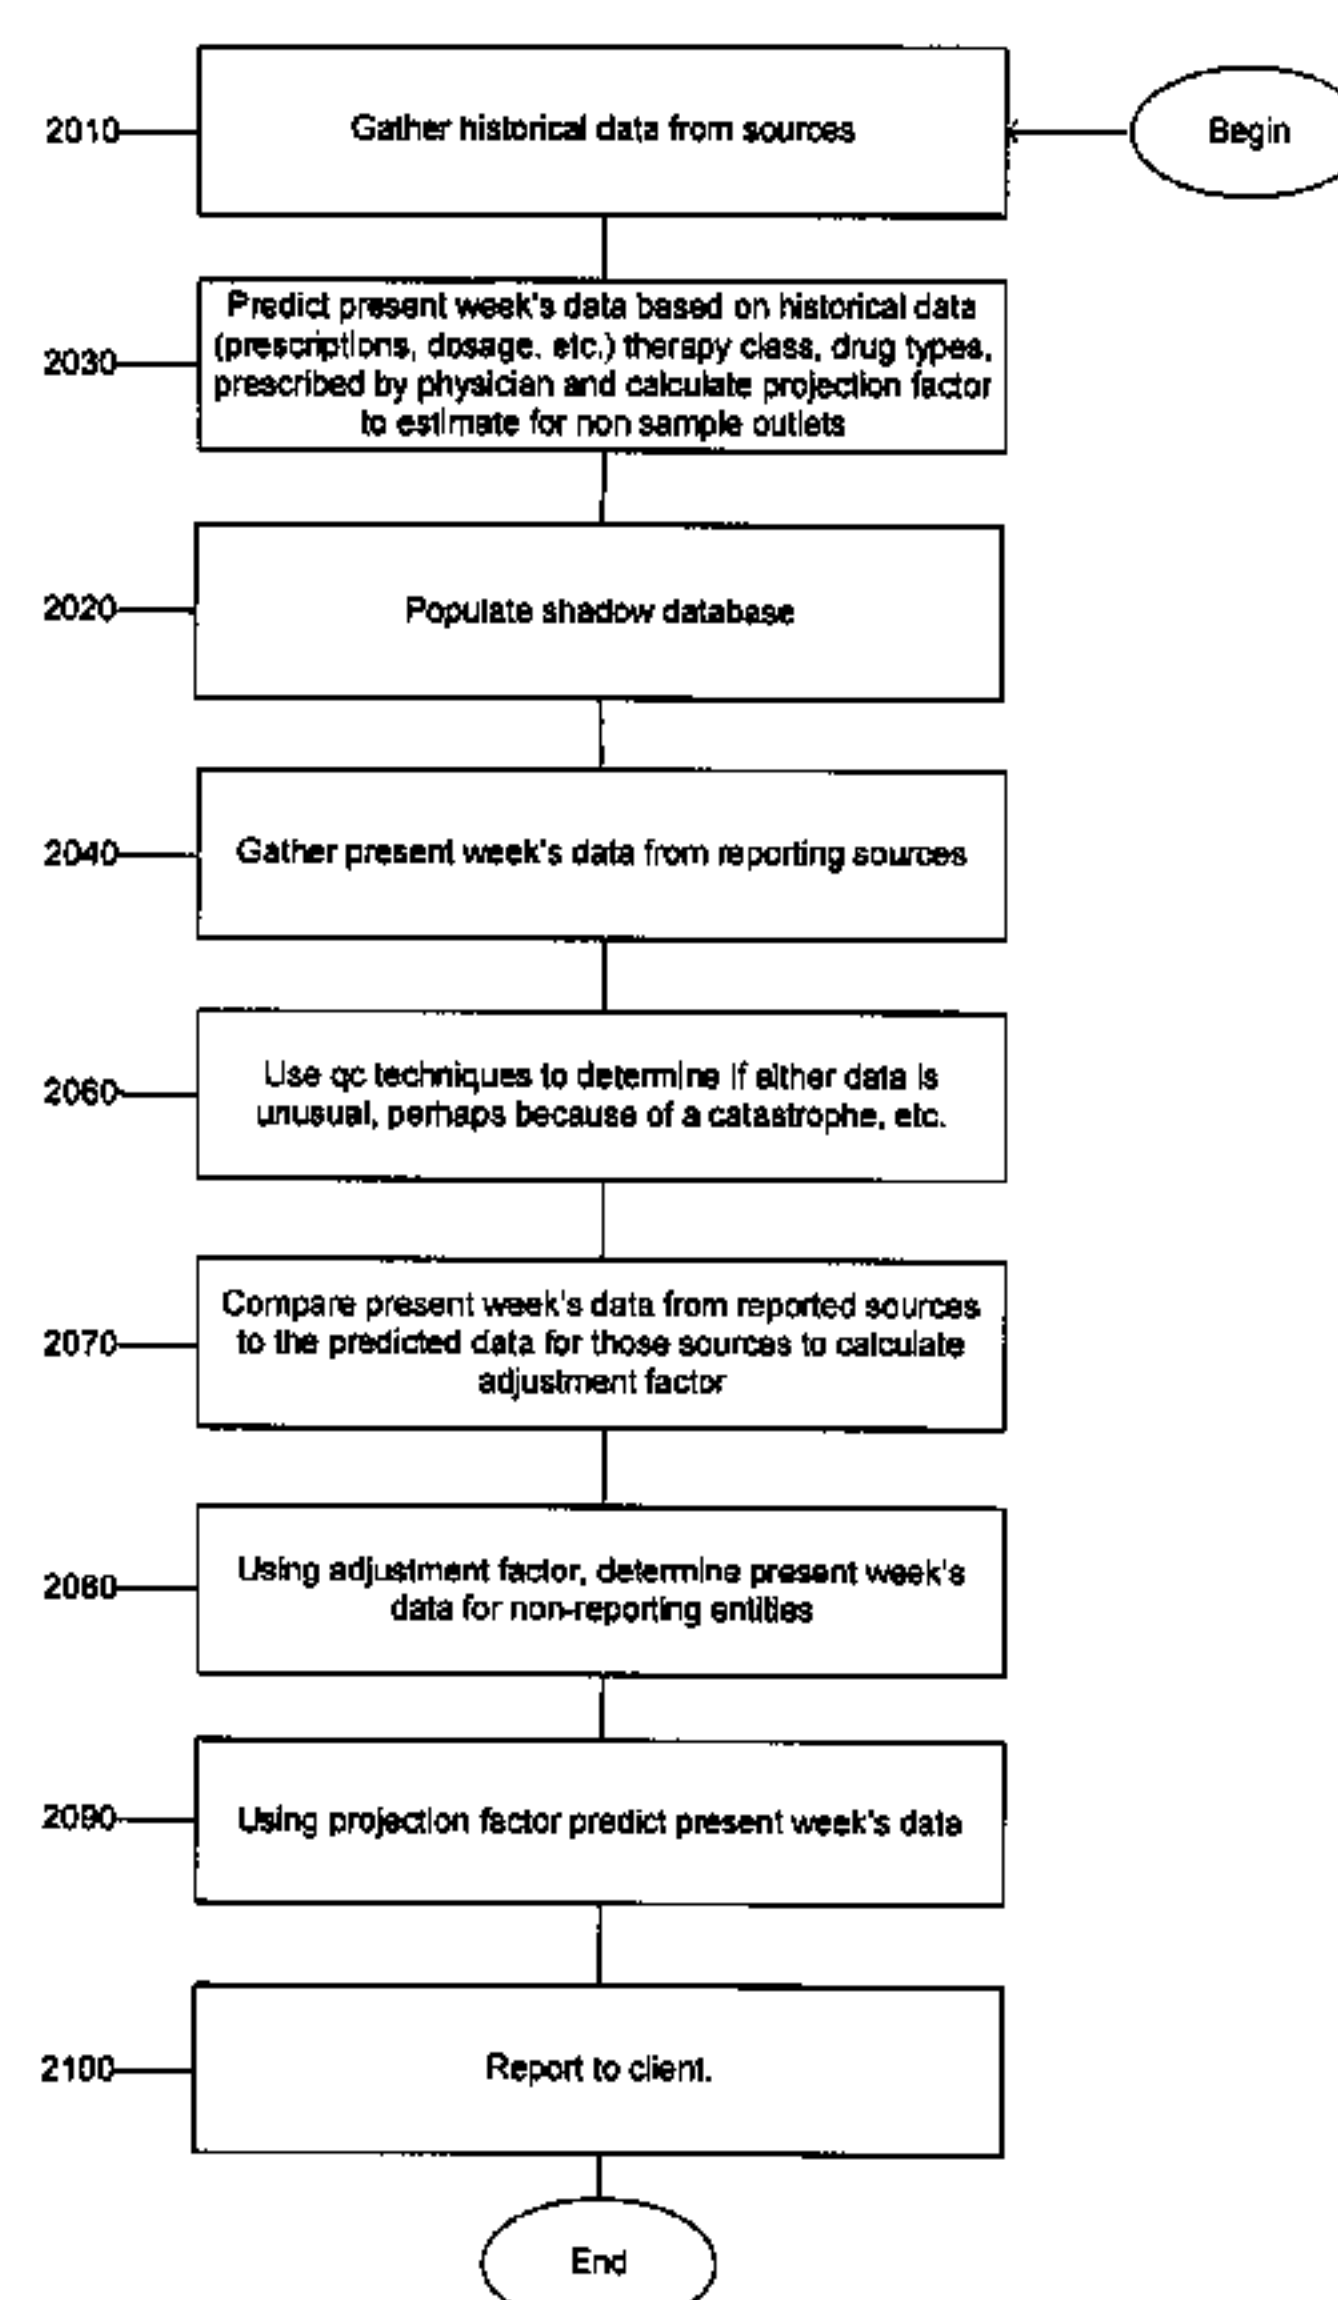 Begin
2010
Gather historical data from sources
2030
Predict present week's data based on historical data
(prescriptions, dosage, etc.) therapy class, drug types,
prescribed by physician and calculate projection factor
to estimate for non sample outlets
2020
Populate shadow database
2040
Gather present week's data from reporting sources
2060
Use qc techniques to determine if either data is
unusual, perhaps because of a catastrophe, etc.
2070
Compare present week's data from reported sources
to the predicted data for those sources to calculate
adjustment factor
2080
Using adjustment factor, determine present week's
data for non-reporting entities
2090
Using projection factor predict present week's data
2100
Report to client.
End